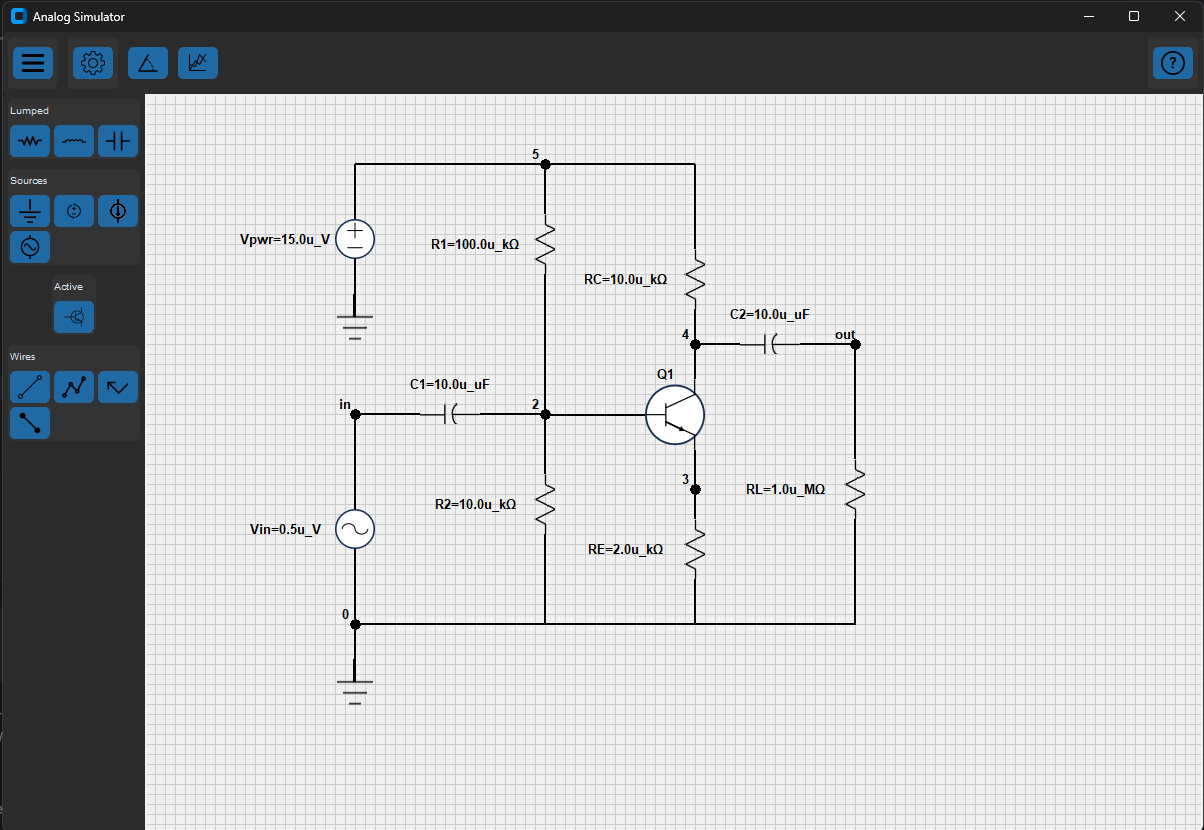 Analog Simulator
?
Lumped
Sources
Active
Wires
5
Vpwr=15.0u_V
R1=100.0u_kΩ
RC=10.0u_kΩ
C2=10.0u_uF
4
out
Q1
C1=10.0u_uF
in
2
3
R2=10.0u_kΩ
RL=1.0u_MΩ
Vin=0.5u_V
RE=2.0u_kΩ
0